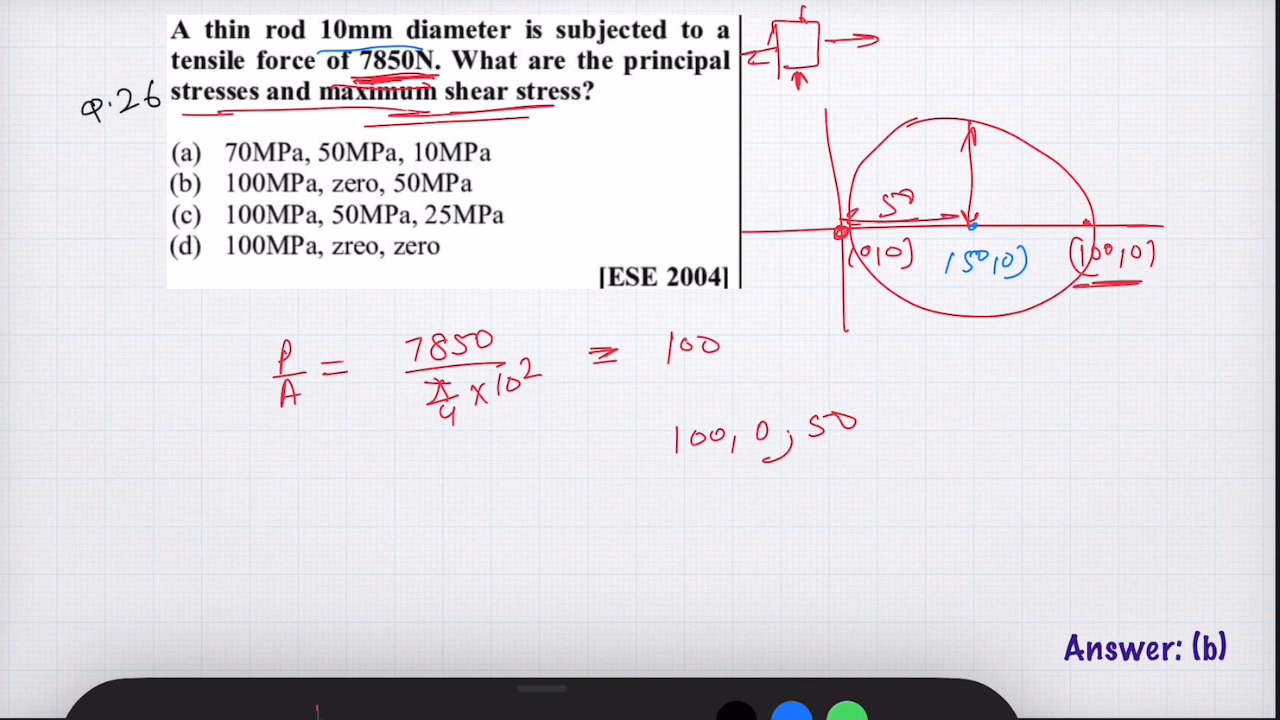 A thin rod 10mm diameter is subjected to a
tensile force of 7850N. What are the principal
Q.26 stresses and maximum shear stress?
(a) 70MPa, 50MPa, 10MPa
(b) 100MPa, zero, 50MPa
(c) 100MPa, 50MPa, 25MPa
(d) 100MPa, zreo, zero
[ESE 2004]
50
(0,0) (50,0) (100,0)
P/A = 7850 / (π/4 × 10²) = 100
100, 0, 50
Answer: (b)